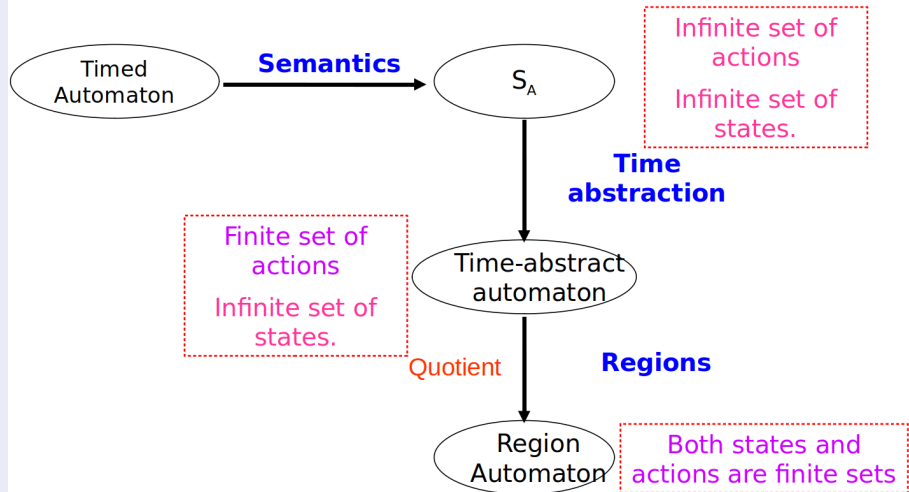 Timed
Automaton
Semantics
S_A
Infinite set of
actions
Infinite set of
states.
Time
abstraction
Finite set of
actions
Infinite set of
states.
Time-abstract
automaton
Quotient
Regions
Region
Automaton
Both states and
actions are finite sets